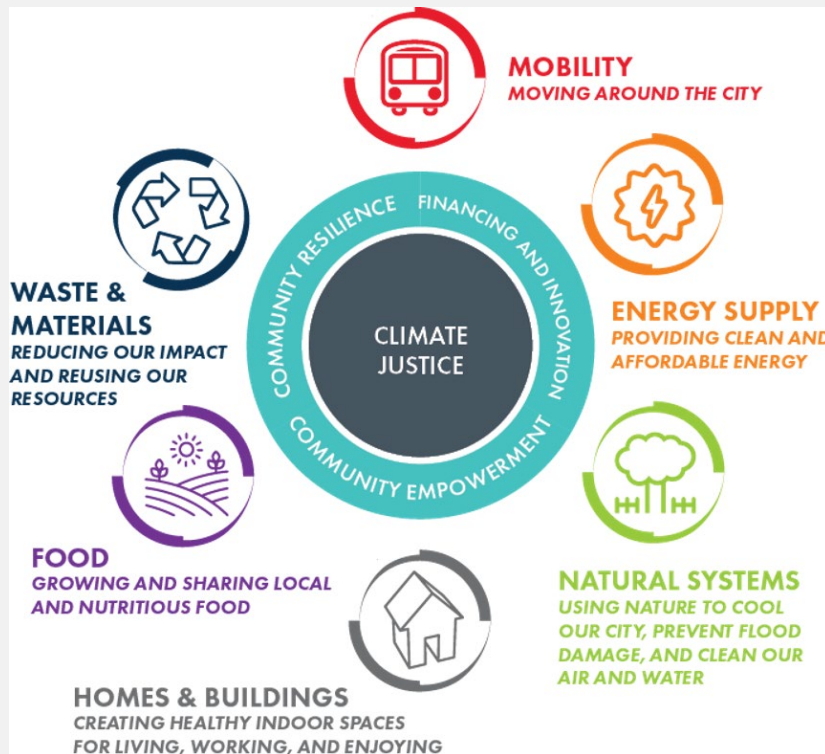 MOBILITY
MOVING AROUND THE CITY
WASTE &
MATERIALS
REDUCING OUR IMPACT
AND REUSING OUR
RESOURCES
COMMUNITY RESILIENCE
FINANCING AND INNOVATION
COMMUNITY EMPOWERMENT
CLIMATE
JUSTICE
ENERGY SUPPLY
PROVIDING CLEAN AND
AFFORDABLE ENERGY
FOOD
GROWING AND SHARING LOCAL
AND NUTRITIOUS FOOD
NATURAL SYSTEMS
USING NATURE TO COOL
OUR CITY, PREVENT FLOOD
DAMAGE, AND CLEAN OUR
AIR AND WATER
HOMES & BUILDINGS
CREATING HEALTHY INDOOR SPACES
FOR LIVING, WORKING, AND ENJOYING